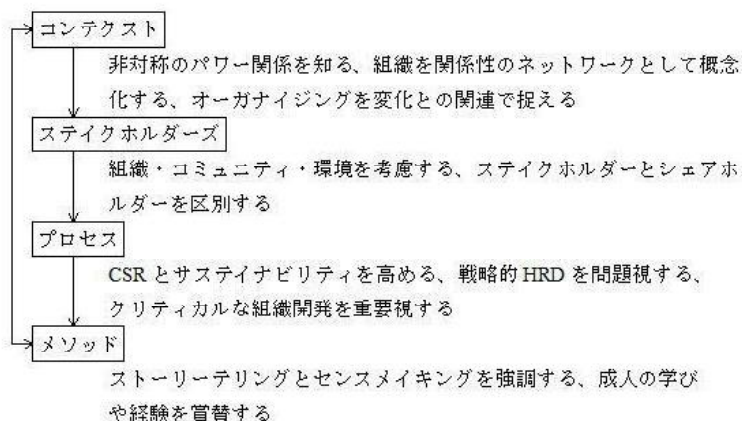 コンテクスト
非対称のパワー関係を知る、組織を関係性のネットワークとして概念
化する、オーガナイジングを変化との関連で捉える
ステイクホルダーズ
組織・コミュニティ・環境を考慮する、ステイクホルダーとシェアホ
ルダーを区別する
プロセス
CSRとサステイナビリティを高める、戦略的HRDを問題視する、
クリティカルな組織開発を重要視する
メソッド
ストーリーテリングとセンスメイキングを強調する、成人の学び
や経験を賞賛する